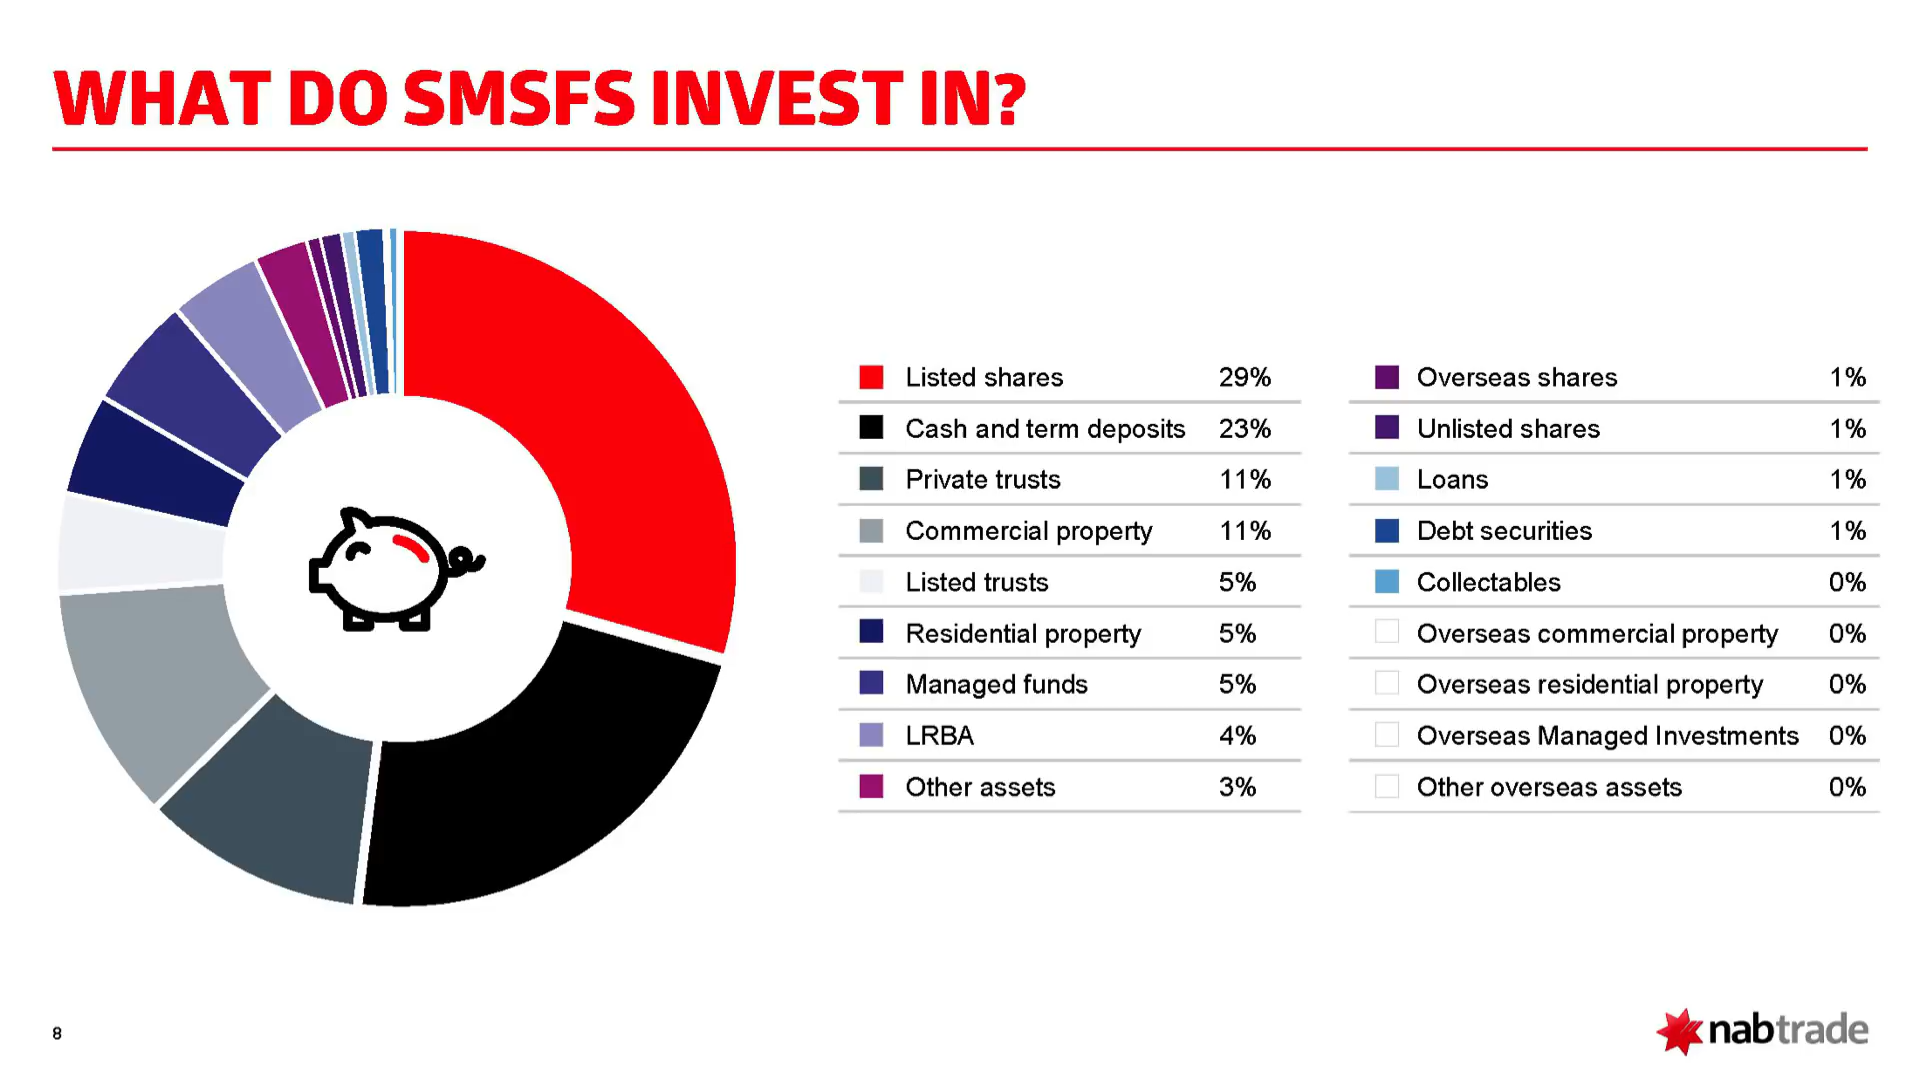 WHAT DO SMSFS INVEST IN?
Listed shares 29%
Cash and term deposits 23%
Private trusts 11%
Commercial property 11%
Listed trusts 5%
Residential property 5%
Managed funds 5%
LRBA 4%
Other assets 3%
Overseas shares 1%
Unlisted shares 1%
Loans 1%
Debt securities 1%
Collectables 0%
Overseas commercial property 0%
Overseas residential property 0%
Overseas Managed Investments 0%
Other overseas assets 0%
8
nabtrade